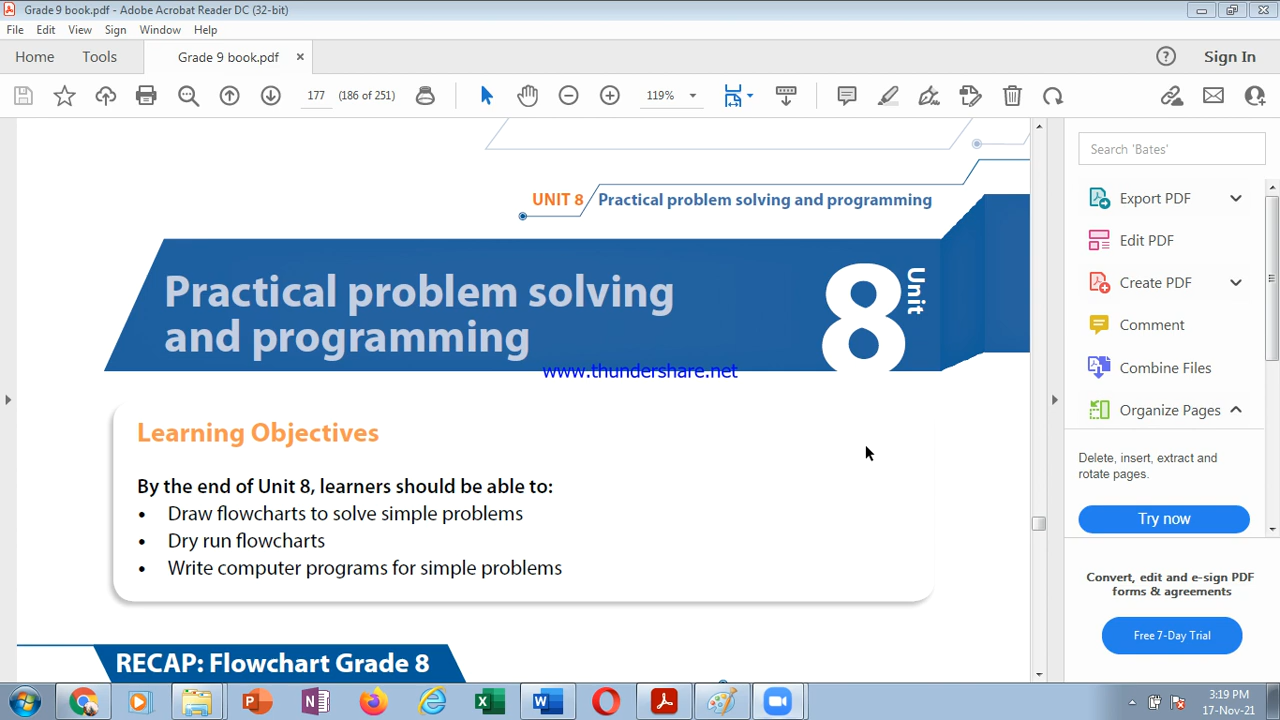 Grade 9 book.pdf - Adobe Acrobat Reader DC (32-bit)
File Edit View Sign Window Help
Home Tools Grade 9 book.pdf × ? Sign In
177 (186 of 251) 119%
UNIT 8 Practical problem solving and programming
Practical problem solving
and programming
8 Unit
www.thundershare.net
Learning Objectives
By the end of Unit 8, learners should be able to:
• Draw flowcharts to solve simple problems
• Dry run flowcharts
• Write computer programs for simple problems
RECAP: Flowchart Grade 8
Search 'Bates'
Export PDF
Edit PDF
Create PDF
Comment
Combine Files
Organize Pages
Delete, insert, extract and
rotate pages.
Try now
Convert, edit and e-sign PDF
forms & agreements
Free 7-Day Trial
3:19 PM
17-Nov-21